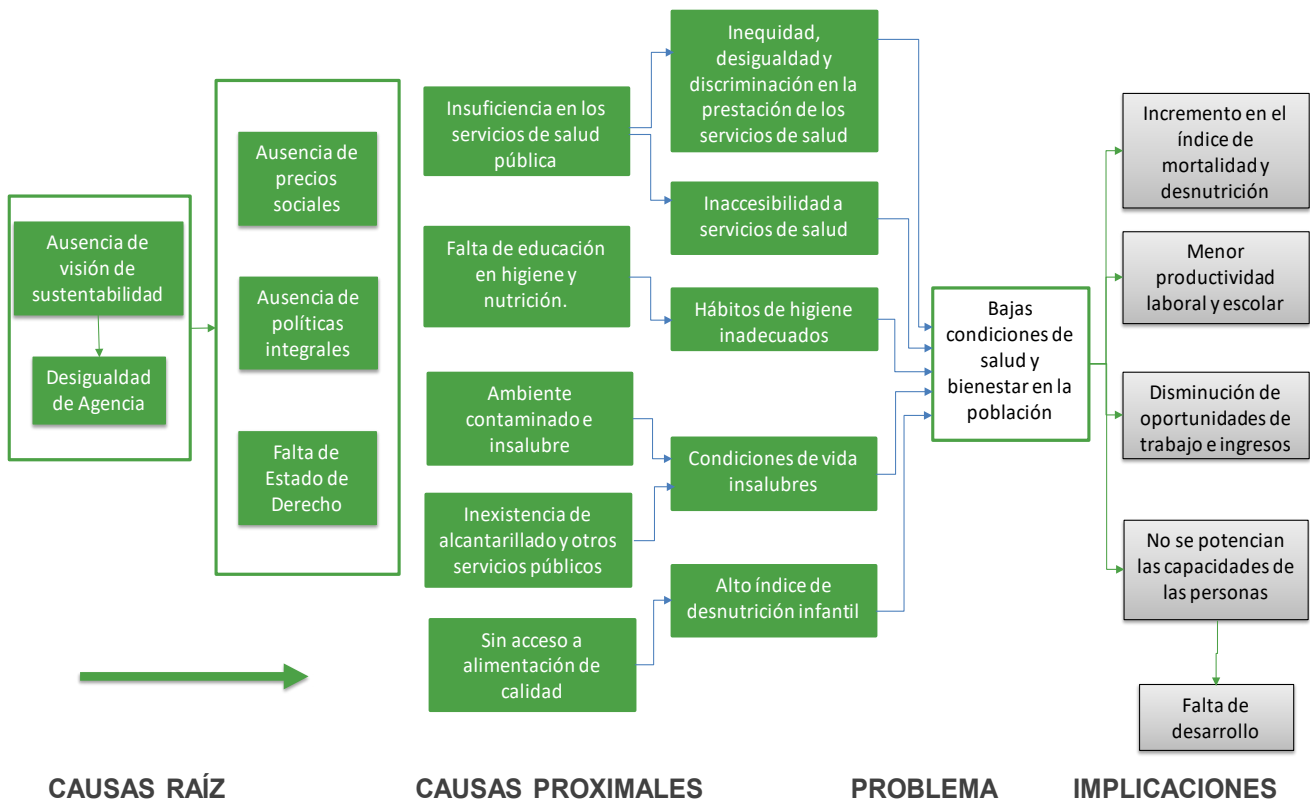 Ausencia de
visión de
sustentabilidad
Desigualdad
de Agencia
Ausencia de
precios
sociales
Ausencia de
políticas
integrales
Falta de
Estado de
Derecho
Insuficiencia en los
servicios de salud
pública
Falta de educación
en higiene y
nutrición.
Ambiente
contaminado e
insalubre
Inexistencia de
alcantarillado y otros
servicios públicos
Sin acceso a
alimentación de
calidad
Inequidad,
desigualdad y
discriminación en la
prestación de los
servicios de salud
Inaccesibilidad a
servicios de salud
Hábitos de higiene
inadecuados
Condiciones de vida
insalubres
Alto índice de
desnutrición infantil
Bajas
condiciones de
salud y
bienestar en la
población
Incremento en el
índice de
mortalidad y
desnutrición
Menor
productividad
laboral y escolar
Disminución de
oportunidades de
trabajo e ingresos
No se potencian
las capacidades de
las personas
Falta de
desarrollo
CAUSAS RAÍZ
CAUSAS PROXIMALES
PROBLEMA
IMPLICACIONES